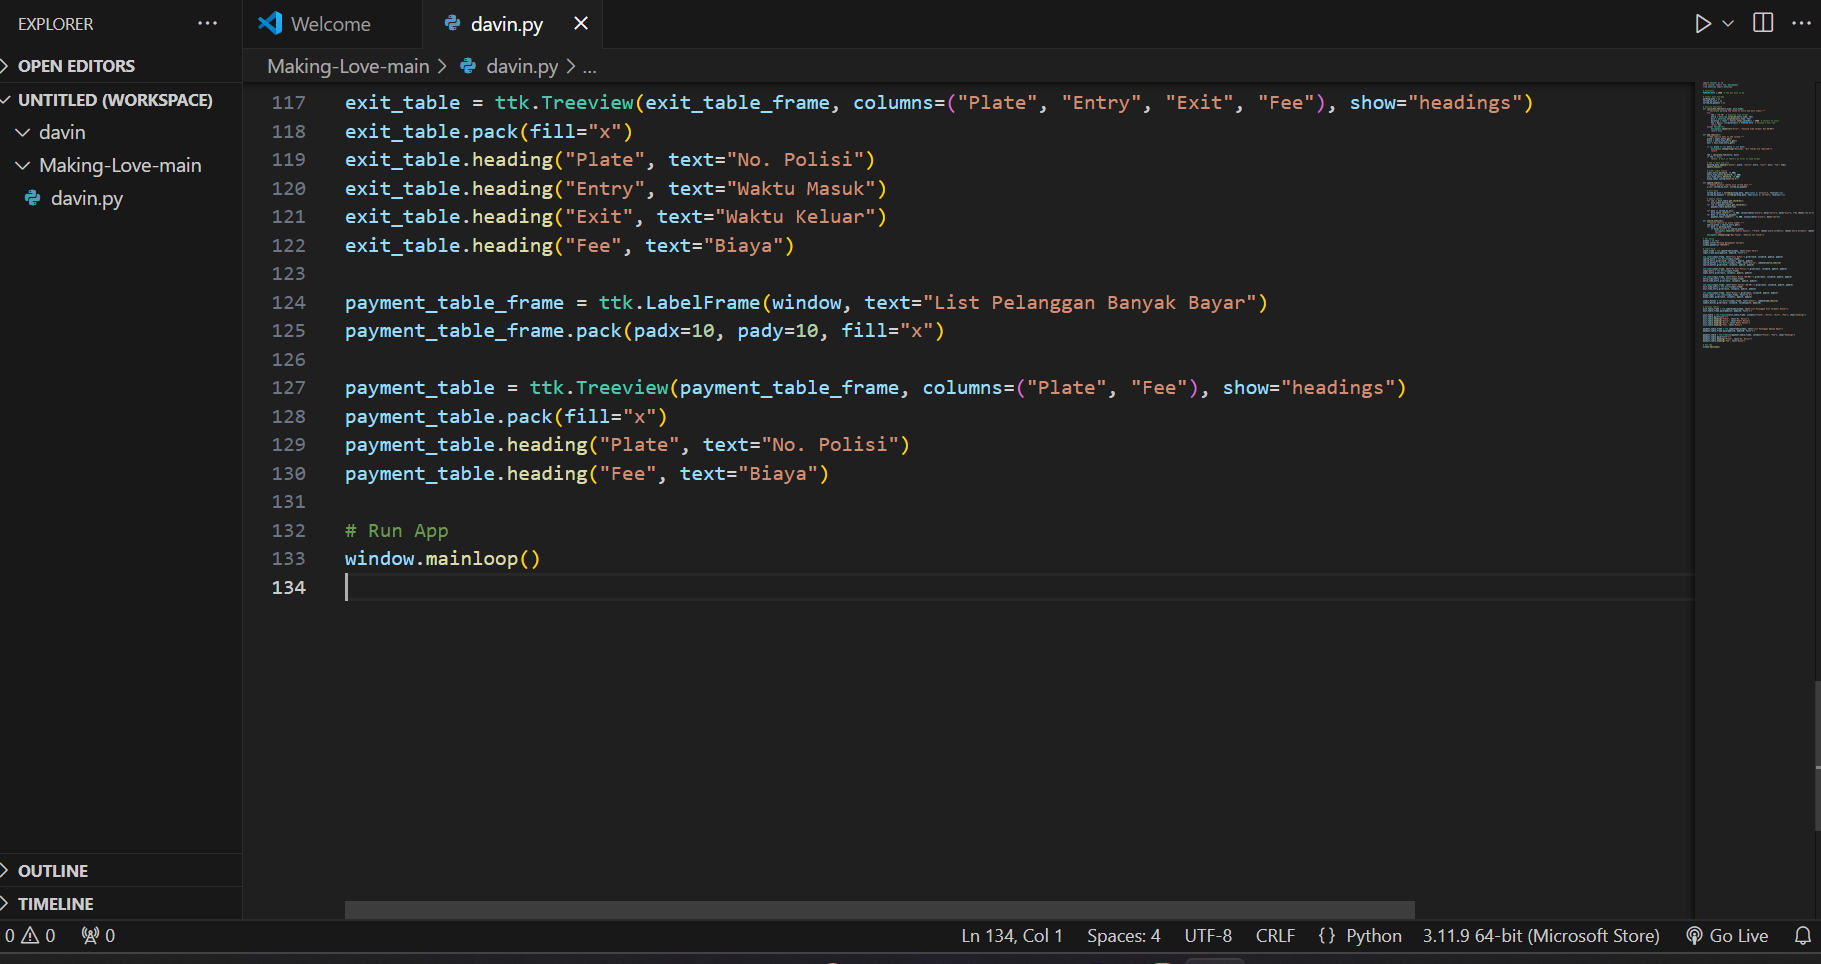 EXPLORER
OPEN EDITORS
UNTITLED (WORKSPACE)
davin
Making-Love-main
davin.py
OUTLINE
TIMELINE
Welcome
davin.py
Making-Love-main > davin.py > ...
117 exit_table = ttk.Treeview(exit_table_frame, columns=("Plate", "Entry", "Exit", "Fee"), show="headings")
118 exit_table.pack(fill="x")
119 exit_table.heading("Plate", text="No. Polisi")
120 exit_table.heading("Entry", text="Waktu Masuk")
121 exit_table.heading("Exit", text="Waktu Keluar")
122 exit_table.heading("Fee", text="Biaya")
123
124 payment_table_frame = ttk.LabelFrame(window, text="List Pelanggan Banyak Bayar")
125 payment_table_frame.pack(padx=10, pady=10, fill="x")
126
127 payment_table = ttk.Treeview(payment_table_frame, columns=("Plate", "Fee"), show="headings")
128 payment_table.pack(fill="x")
129 payment_table.heading("Plate", text="No. Polisi")
130 payment_table.heading("Fee", text="Biaya")
131
132 # Run App
133 window.mainloop()
134
0 0 0 Ln 134, Col 1 Spaces: 4 UTF-8 CRLF {} Python 3.11.9 64-bit (Microsoft Store) Go Live